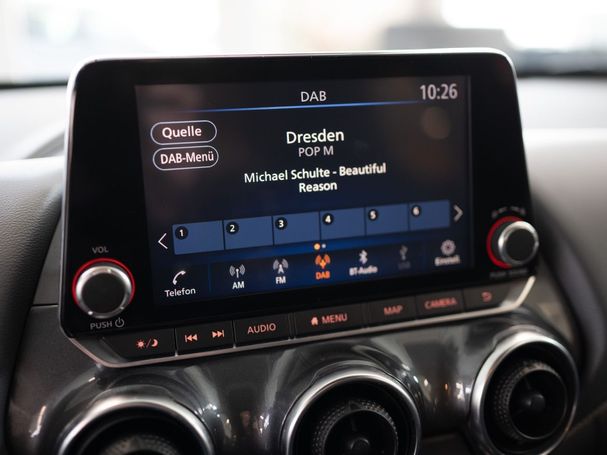 DAB
10:26
Quelle
Dresden
POP M
DAB-Menü
Michael Schulte - Beautiful
Reason
1 2 3 4 5 6
Telefon
AM
FM
DAB
BT-Audio
USB
Einstell
VOL
PUSH
AUDIO
MENU
MAP
CAMERA